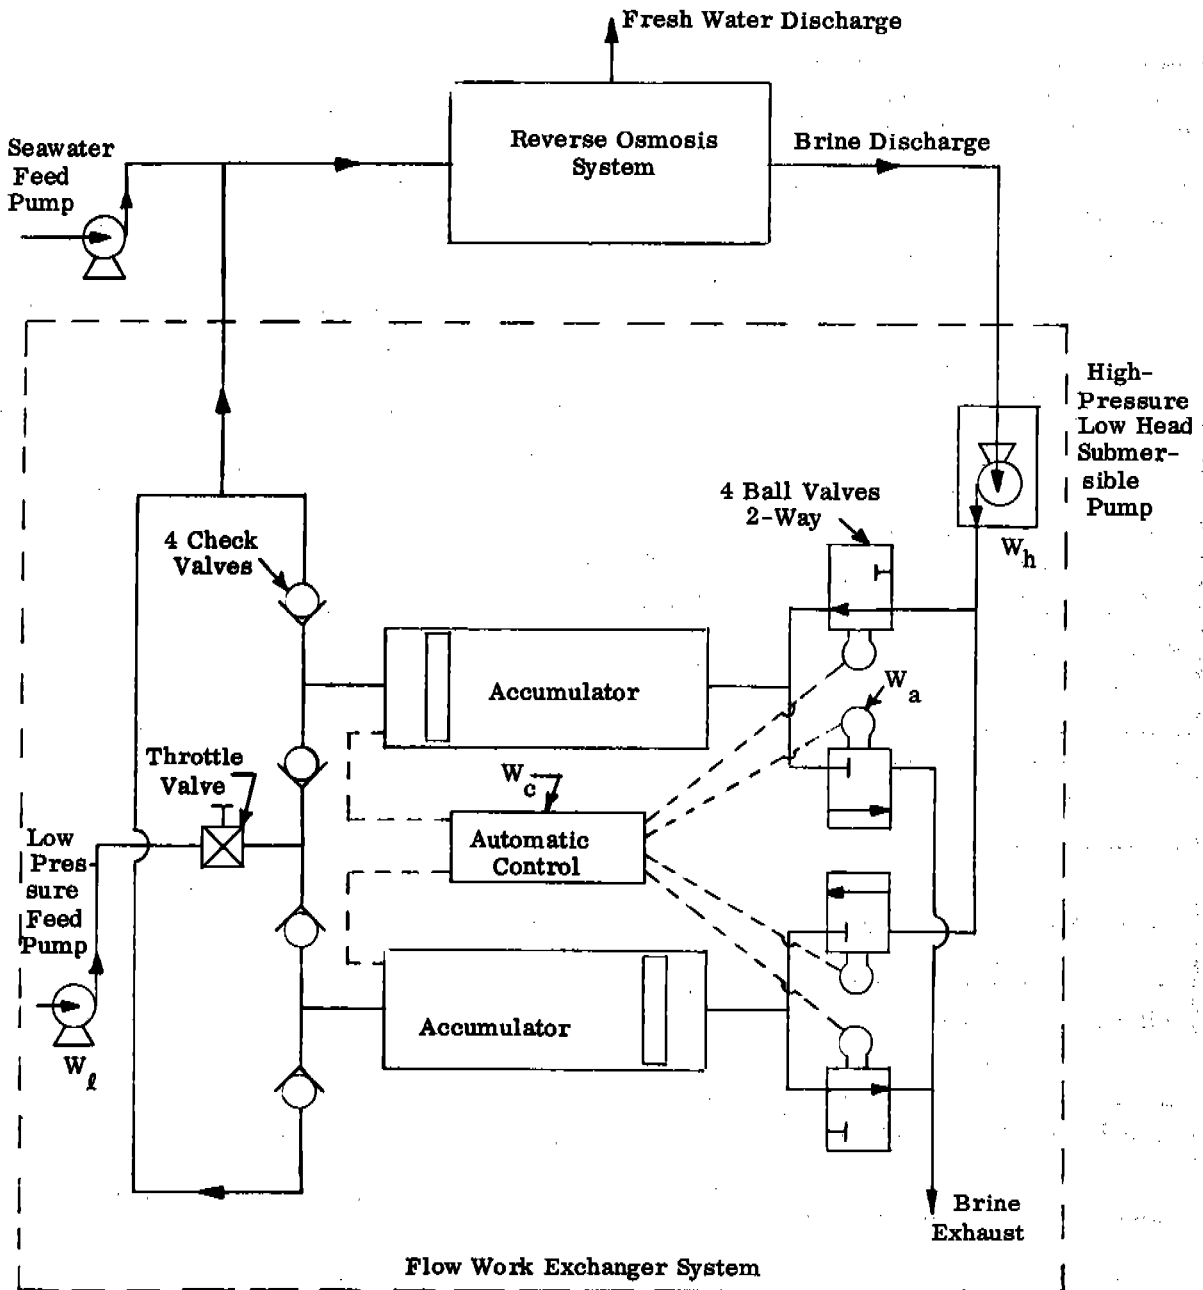 Fresh Water Discharge
Seawater
Feed
Pump
Reverse Osmosis
System
Brine Discharge
High-
Pressure
Low Head
Submer-
sible
Pump
W_h
4 Ball Valves
2-Way
4 Check
Valves
Accumulator
W_a
Throttle
Valve
W_c
Automatic
Control
Low
Pres-
sure
Feed
Pump
W_ℓ
Accumulator
Brine
Exhaust
Flow Work Exchanger System